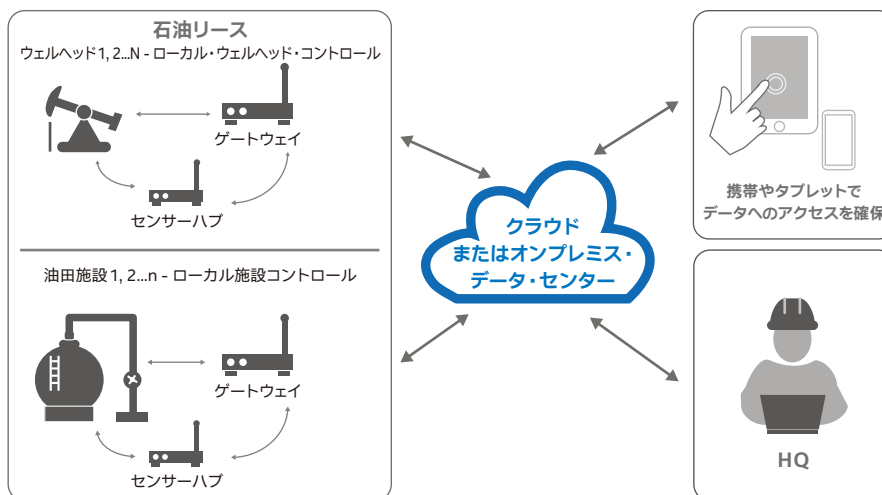 石油リース
ウェルヘッド1, 2...N - ローカル・ウェルヘッド・コントロール
ゲートウェイ
センサーハブ
油田施設1, 2...n - ローカル施設コントロール
ゲートウェイ
センサーハブ
クラウド
またはオンプレミス・
データ・センター
携帯やタブレットで
データへのアクセスを確保
HQ